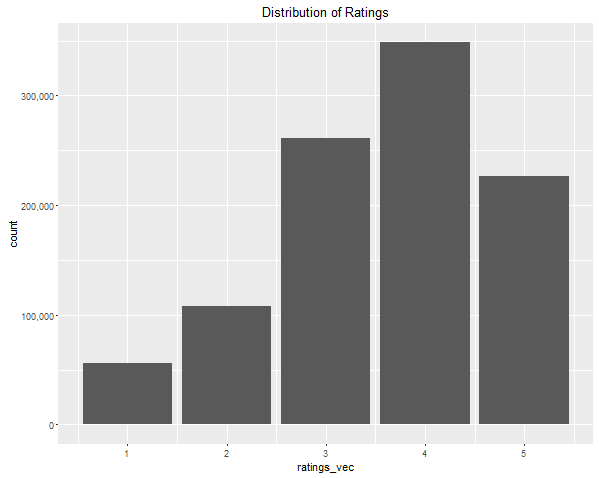 Distribution of Ratings
300,000
200,000
100,000
0
count
1 2 3 4 5
ratings_vec